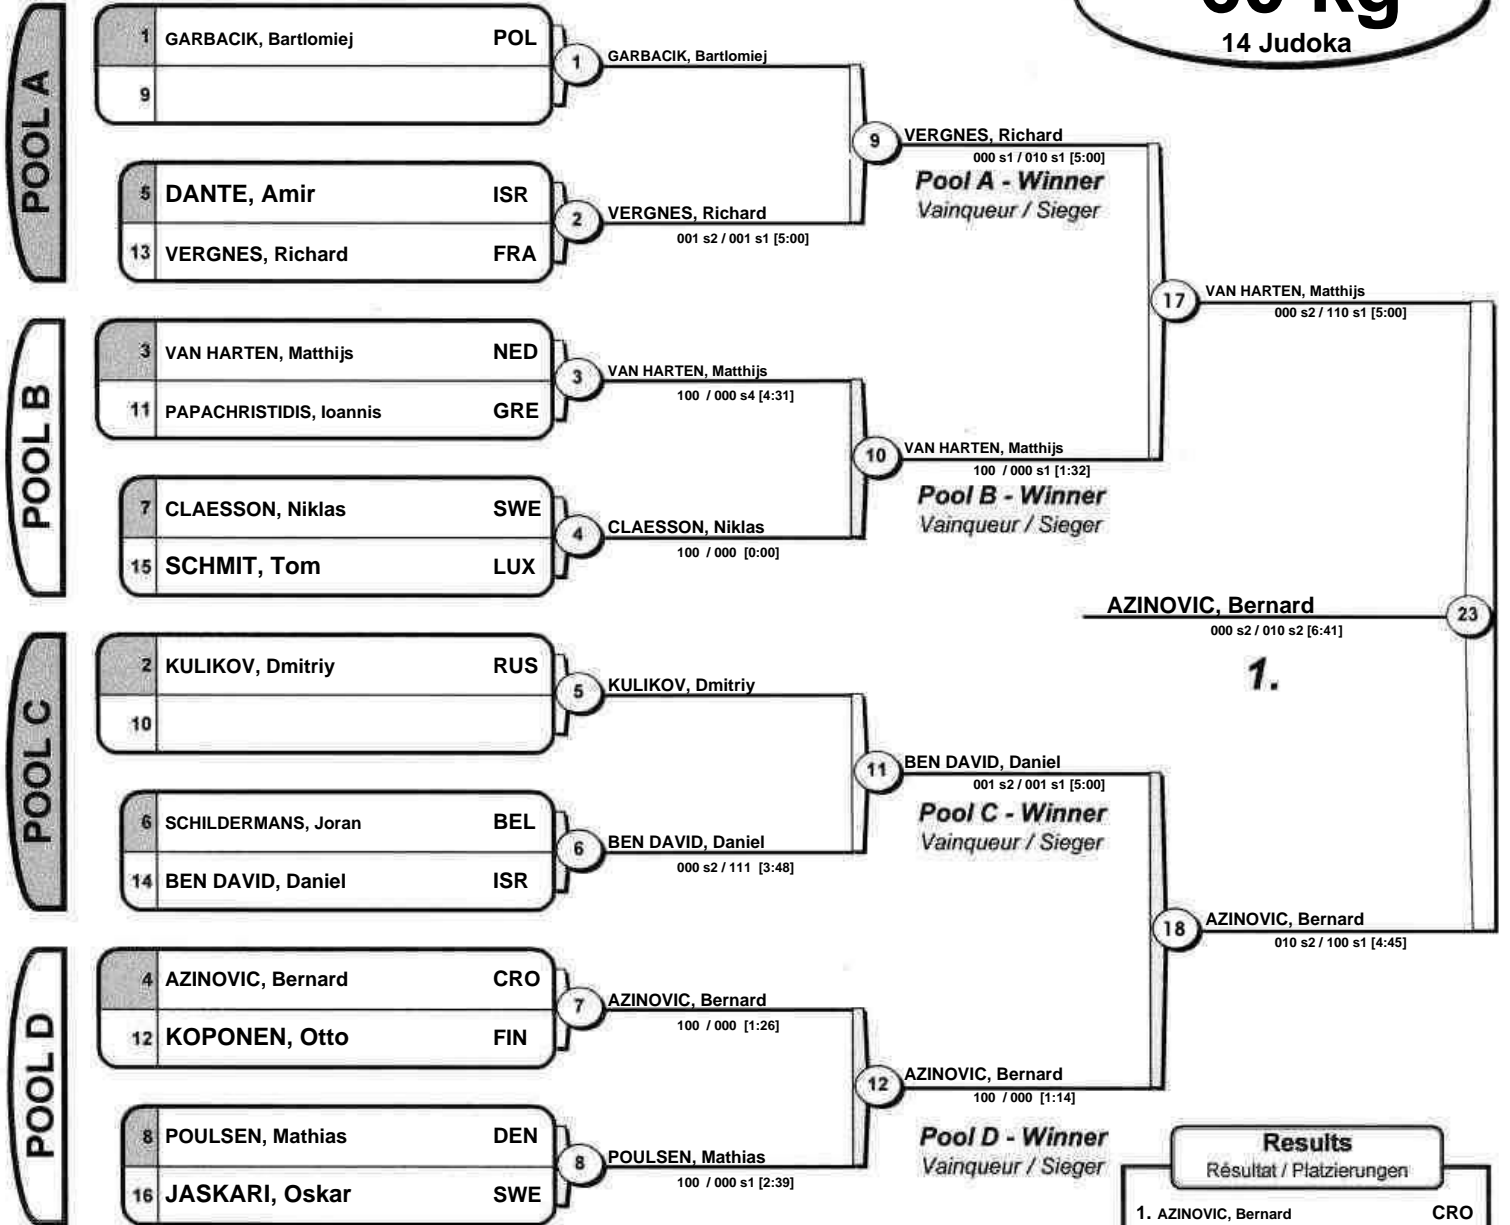 14 Judoka
POOL A
1 GARBACIK, Bartlomiej POL
9
1 GARBACIK, Bartlomiej
5 DANTE, Amir ISR
13 VERGNES, Richard FRA
2 VERGNES, Richard
001 s2 / 001 s1 [5:00]
9 VERGNES, Richard
000 s1 / 010 s1 [5:00]
Pool A - Winner
Vainqueur / Sieger
POOL B
3 VAN HARTEN, Matthijs NED
11 PAPACHRISTIDIS, Ioannis GRE
3 VAN HARTEN, Matthijs
100 / 000 s4 [4:31]
7 CLAESSON, Niklas SWE
15 SCHMIT, Tom LUX
4 CLAESSON, Niklas
100 / 000 [0:00]
10 VAN HARTEN, Matthijs
100 / 000 s1 [1:32]
Pool B - Winner
Vainqueur / Sieger
17 VAN HARTEN, Matthijs
000 s2 / 110 s1 [5:00]
AZINOVIC, Bernard 23
000 s2 / 010 s2 [6:41]
1.
POOL C
2 KULIKOV, Dmitriy RUS
10
5 KULIKOV, Dmitriy
6 SCHILDERMANS, Joran BEL
14 BEN DAVID, Daniel ISR
6 BEN DAVID, Daniel
000 s2 / 111 [3:48]
11 BEN DAVID, Daniel
001 s2 / 001 s1 [5:00]
Pool C - Winner
Vainqueur / Sieger
18 AZINOVIC, Bernard
010 s2 / 100 s1 [4:45]
POOL D
4 AZINOVIC, Bernard CRO
12 KOPONEN, Otto FIN
7 AZINOVIC, Bernard
100 / 000 [1:26]
8 POULSEN, Mathias DEN
16 JASKARI, Oskar SWE
8 POULSEN, Mathias
100 / 000 s1 [2:39]
12 AZINOVIC, Bernard
100 / 000 [1:14]
Pool D - Winner
Vainqueur / Sieger
Results
Résultat / Platzierungen
1. AZINOVIC, Bernard CRO